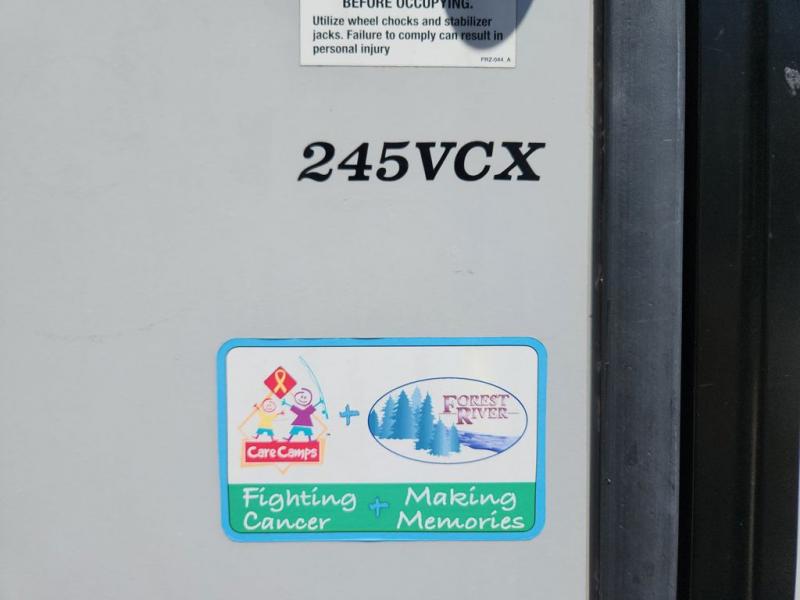 BEFORE OCCUPYING.
Utilize wheel chocks and stabilizer
jacks. Failure to comply can result in
personal injury
FRZ-044 A
245VCX
Care Camps
+
FOREST
RIVER
Fighting + Making
Cancer Memories